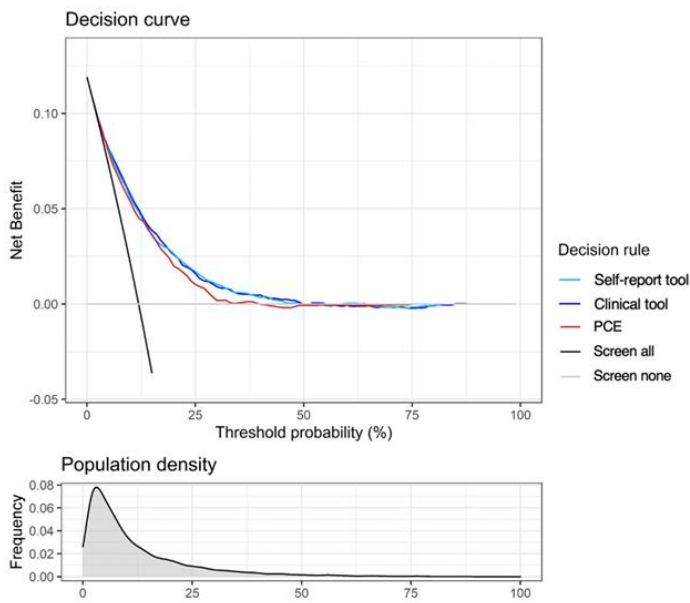 Decision curve
Net Benefit
0.10
0.05
0.00
-0.05
0 25 50 75 100
Threshold probability (%)
Decision rule
Self-report tool
Clinical tool
PCE
Screen all
Screen none
Population density
Frequency
0.08
0.06
0.04
0.02
0.00
0 25 50 75 100